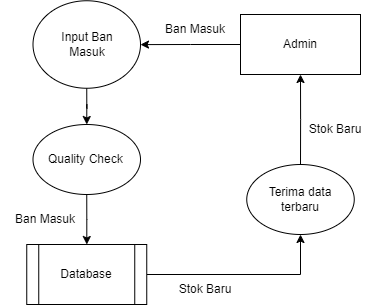 Ban Masuk
Input Ban
Masuk
Admin
Stok Baru
Quality Check
Terima data
terbaru
Ban Masuk
Database
Stok Baru